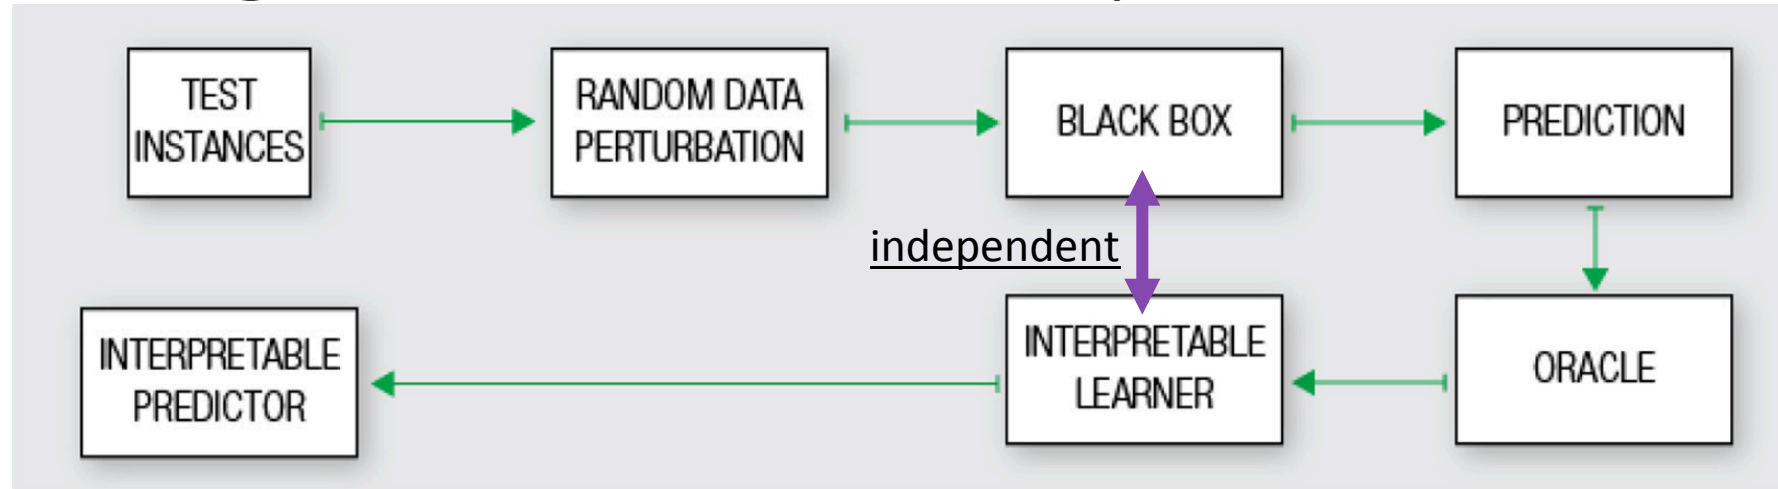 TEST
INSTANCES
RANDOM DATA
PERTURBATION
BLACK BOX
PREDICTION
independent
INTERPRETABLE
PREDICTOR
INTERPRETABLE
LEARNER
ORACLE